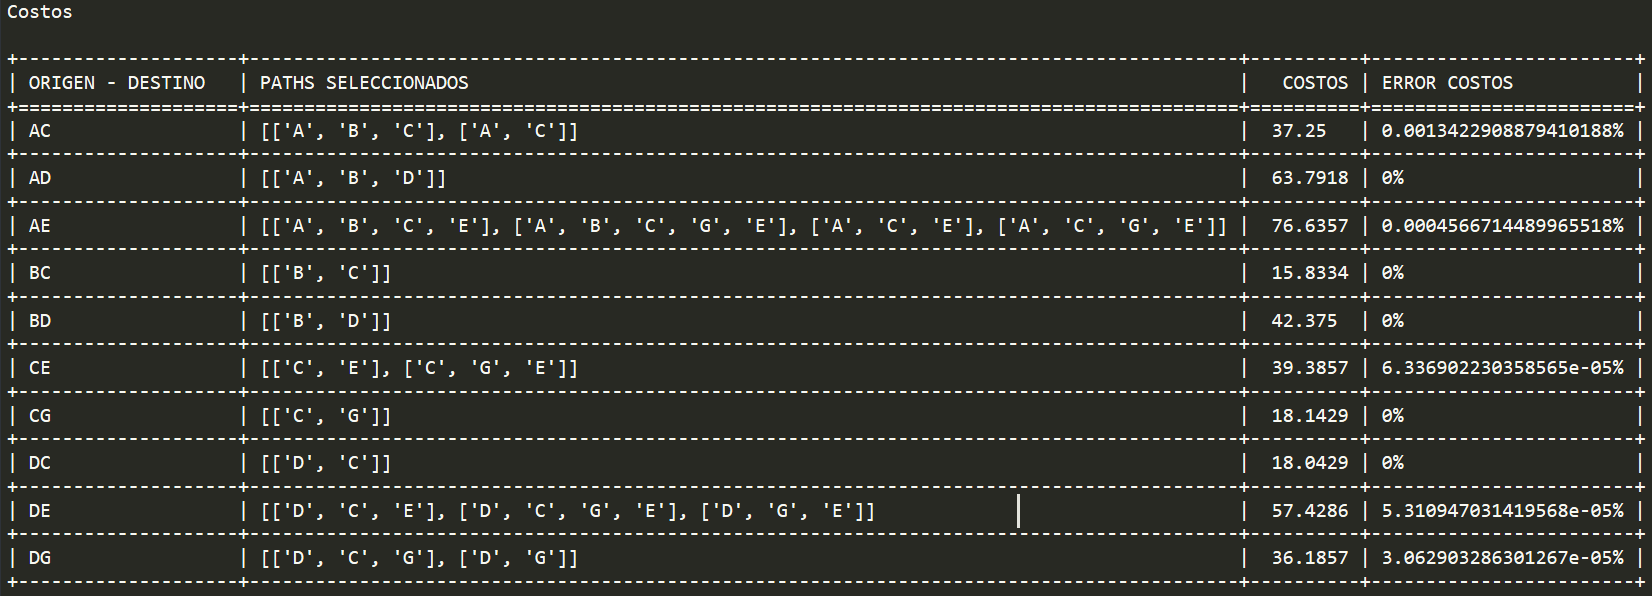 Costos
+---------------------+------------------------------------------------------------------------------------------+----------+------------------------+
| ORIGEN - DESTINO | PATHS SELECCIONADOS | COSTOS | ERROR COSTOS |
+=====================+==========================================================================================+==========+========================+
| AC | [['A', 'B', 'C'], ['A', 'C']] | 37.25 | 0.0013422908879410188% |
| AD | [['A', 'B', 'D']] | 63.7918 | 0% |
| AE | [['A', 'B', 'C', 'E'], ['A', 'B', 'C', 'G', 'E'], ['A', 'C', 'E'], ['A', 'C', 'G', 'E']] | 76.6357 | 0.0004566714489965518% |
| BC | [['B', 'C']] | 15.8334 | 0% |
| BD | [['B', 'D']] | 42.375 | 0% |
| CE | [['C', 'E'], ['C', 'G', 'E']] | 39.3857 | 6.336902230358565e-05% |
| CG | [['C', 'G']] | 18.1429 | 0% |
| DC | [['D', 'C']] | 18.0429 | 0% |
| DE | [['D', 'C', 'E'], ['D', 'C', 'G', 'E'], ['D', 'G', 'E']] | 57.4286 | 5.310947031419568e-05% |
| DG | [['D', 'C', 'G'], ['D', 'G']] | 36.1857 | 3.062903286301267e-05% |